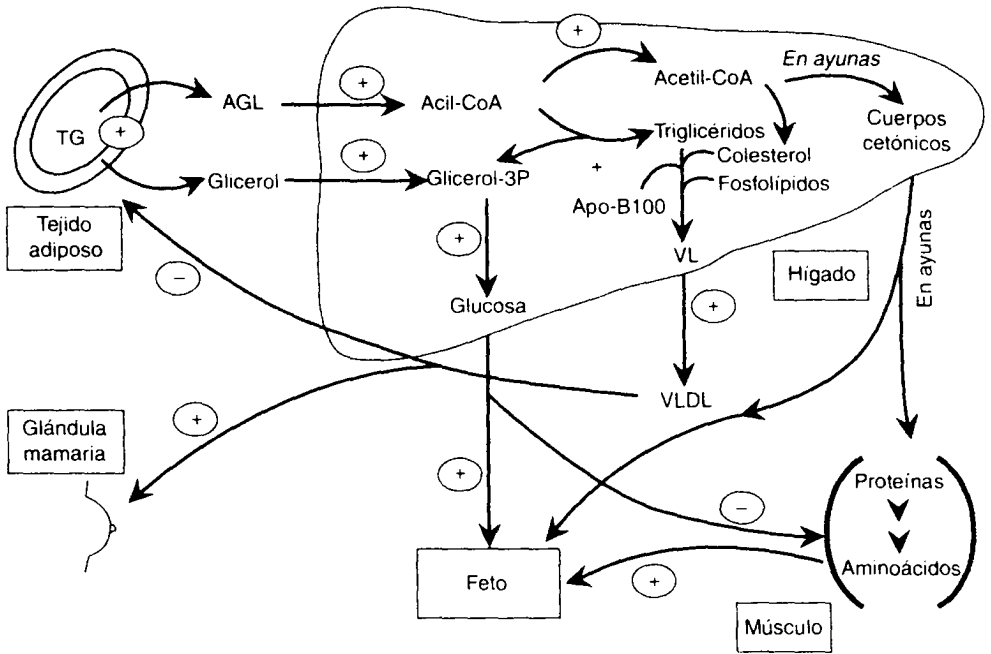 +
En ayunas
Acetil-CoA
AGL
+
Acil-CoA
TG
+
Cuerpos
cetónicos
Triglicéridos
Colesterol
+
Glicerol
Glicerol-3P
+
Fosfolípidos
Apo-B100
Tejido
adiposo
+
VL
−
Hígado
En ayunas
Glucosa
+
VLDL
Glándula
mamaria
+
+
Proteínas
−
Aminoácidos
Feto
+
Músculo